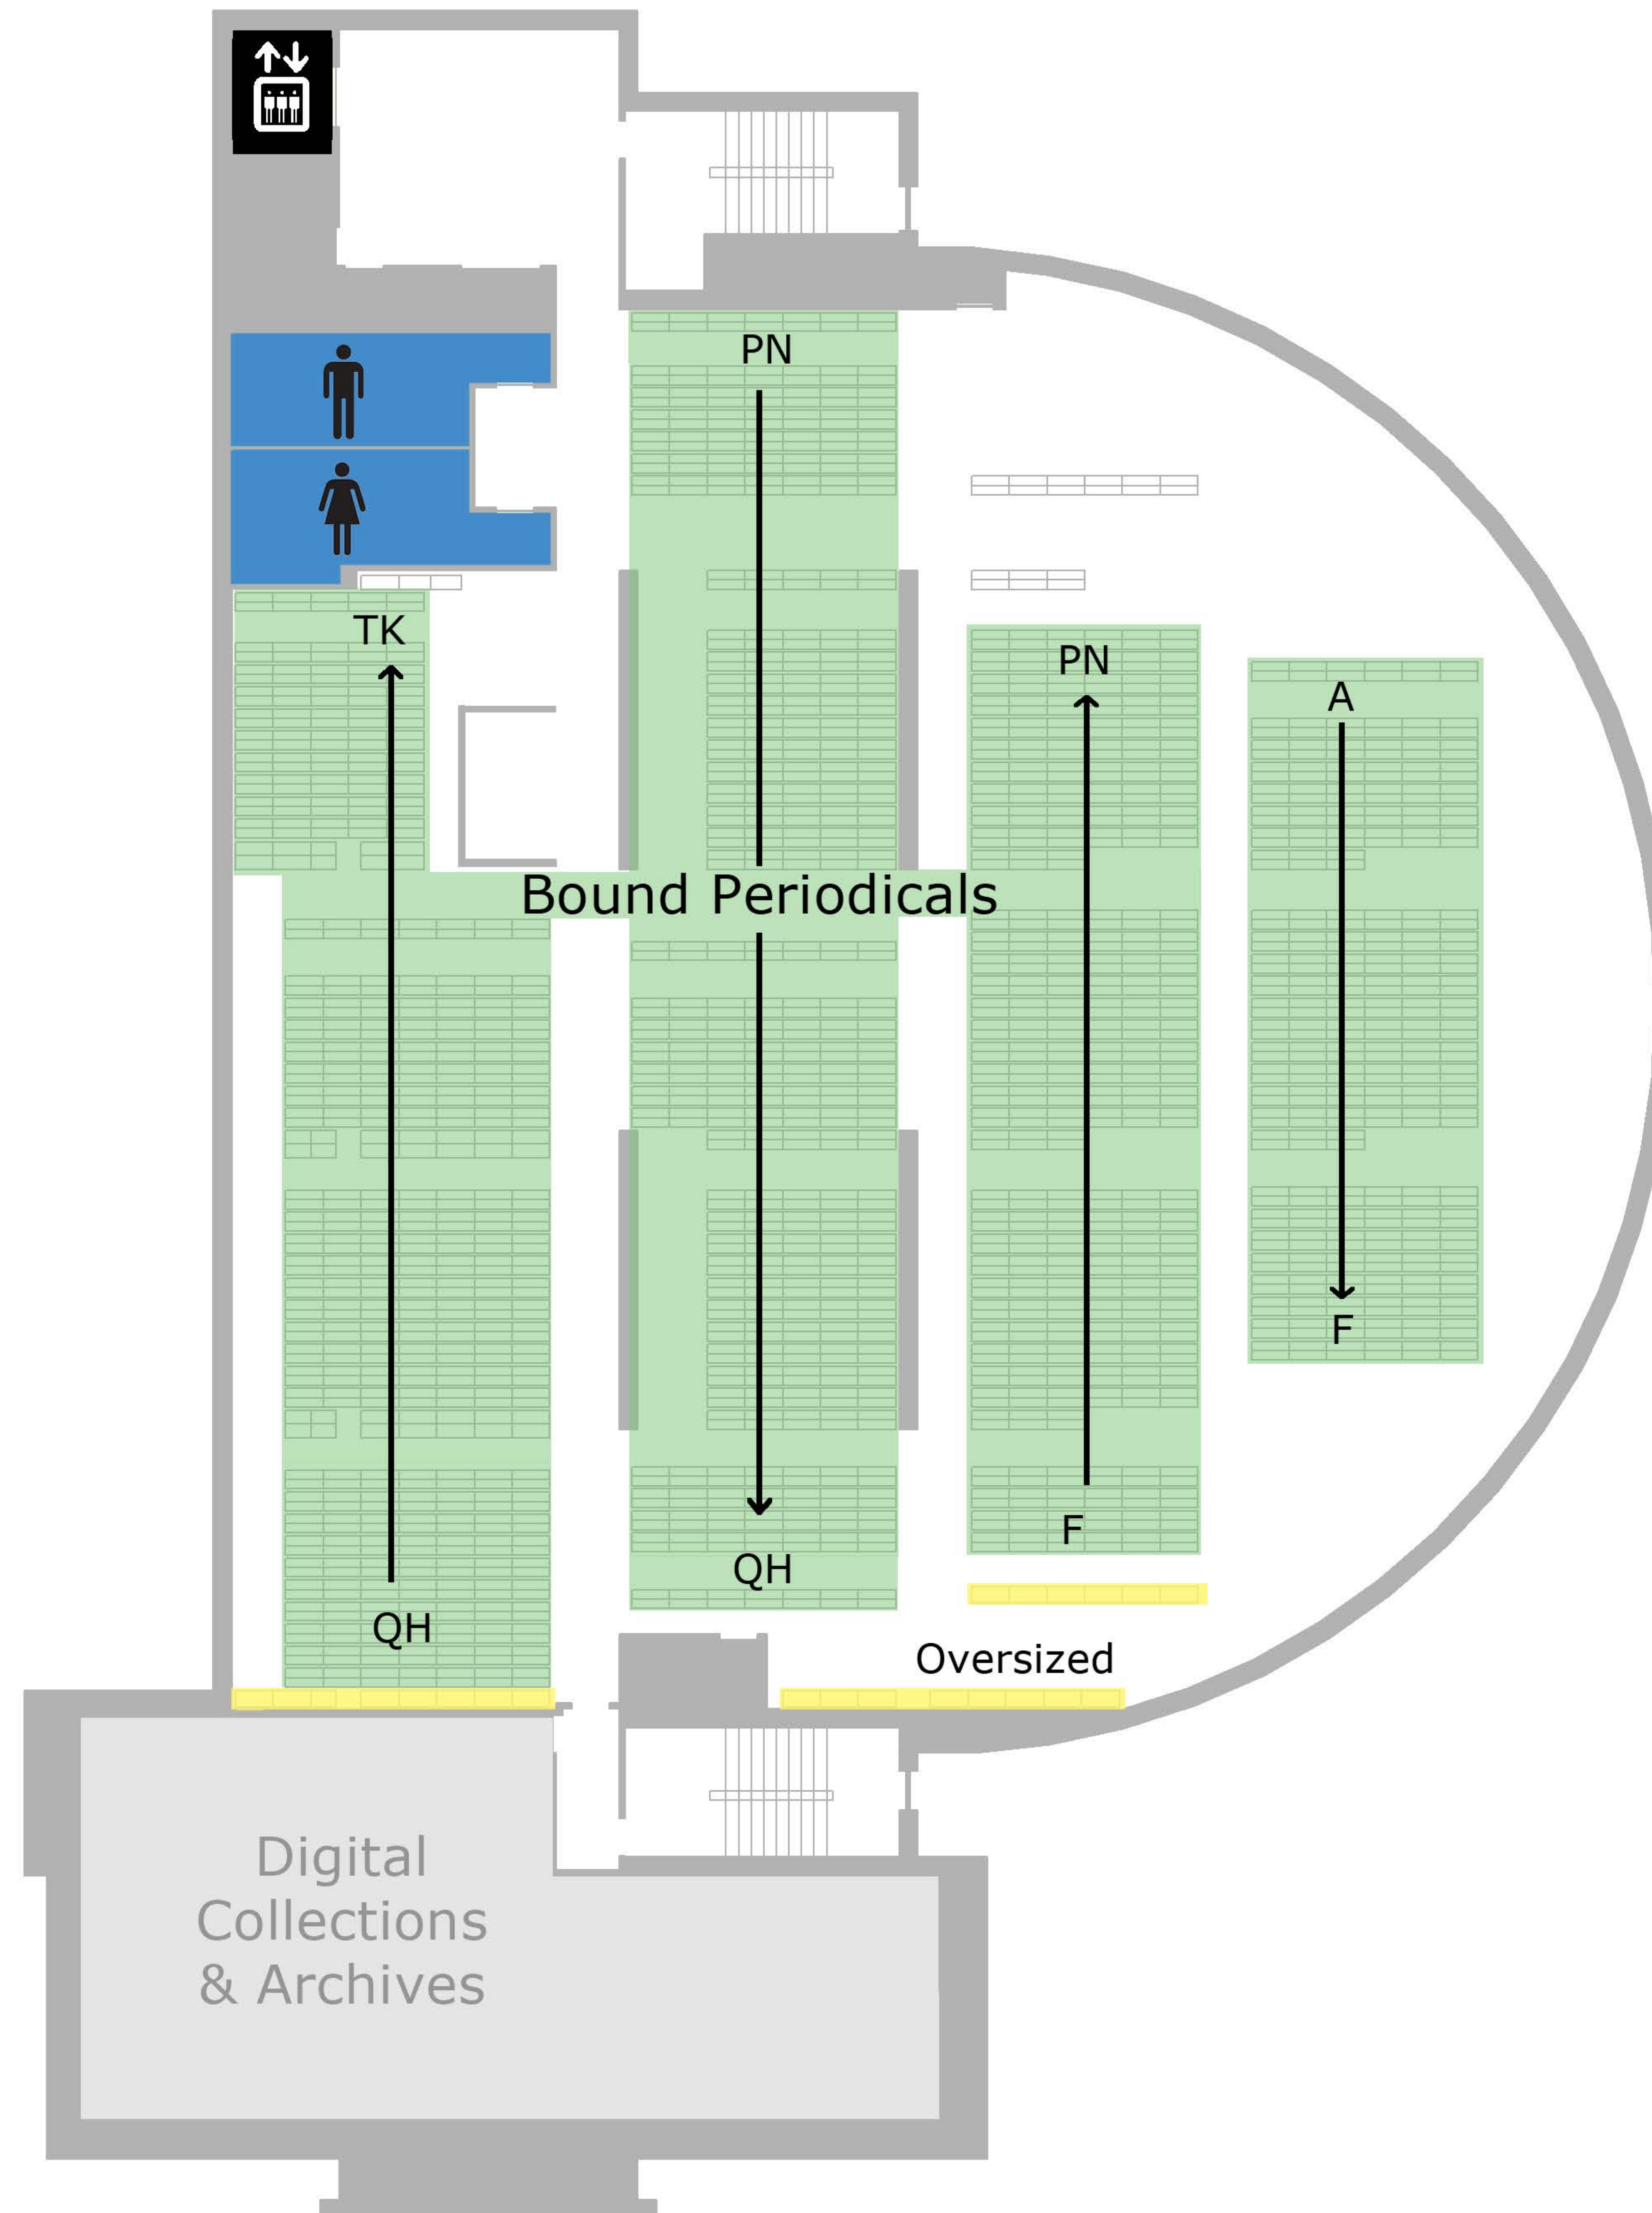 PN
TK
PN
A
Bound Periodicals
F
F
QH
QH
Oversized
Digital
Collections
& Archives